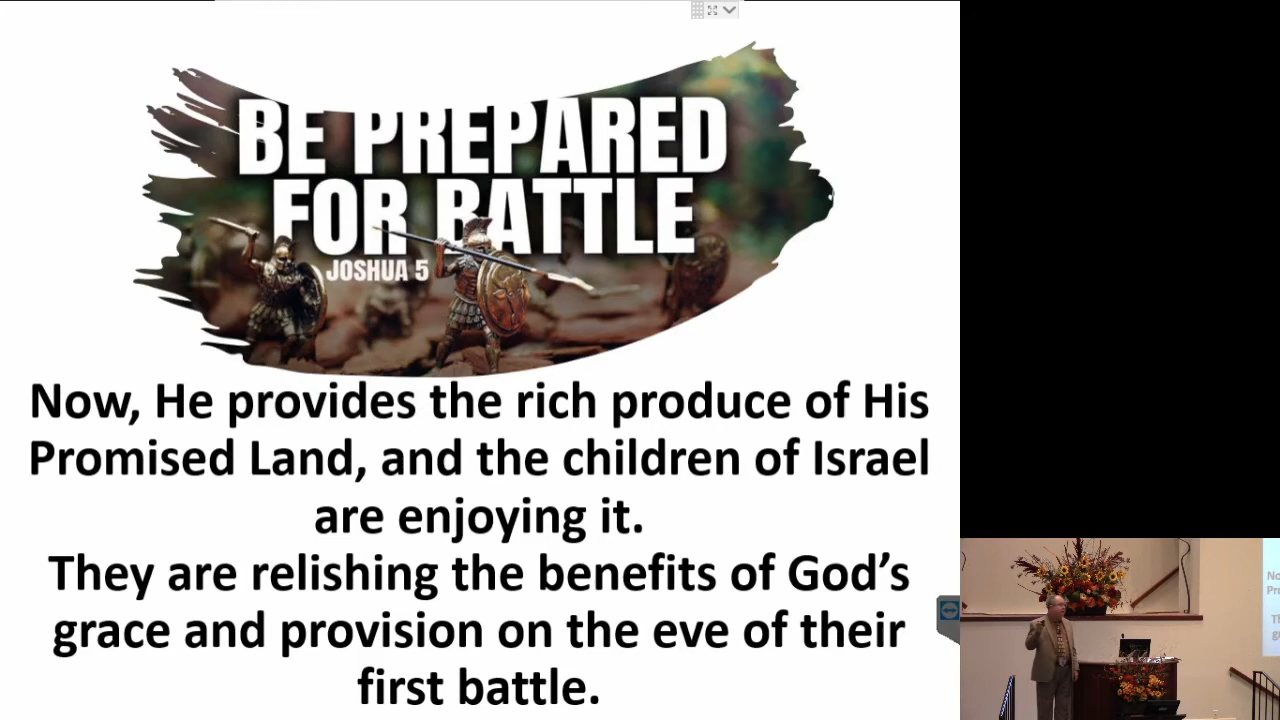 BE PREPARED
FOR BATTLE
JOSHUA 5
Now, He provides the rich produce of His
Promised Land, and the children of Israel
are enjoying it.
They are relishing the benefits of God’s
grace and provision on the eve of their
first battle.